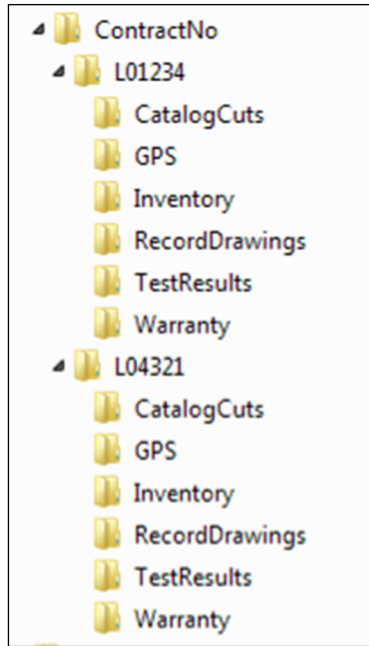 ContractNo
L01234
CatalogCuts
GPS
Inventory
RecordDrawings
TestResults
Warranty
L04321
CatalogCuts
GPS
Inventory
RecordDrawings
TestResults
Warranty